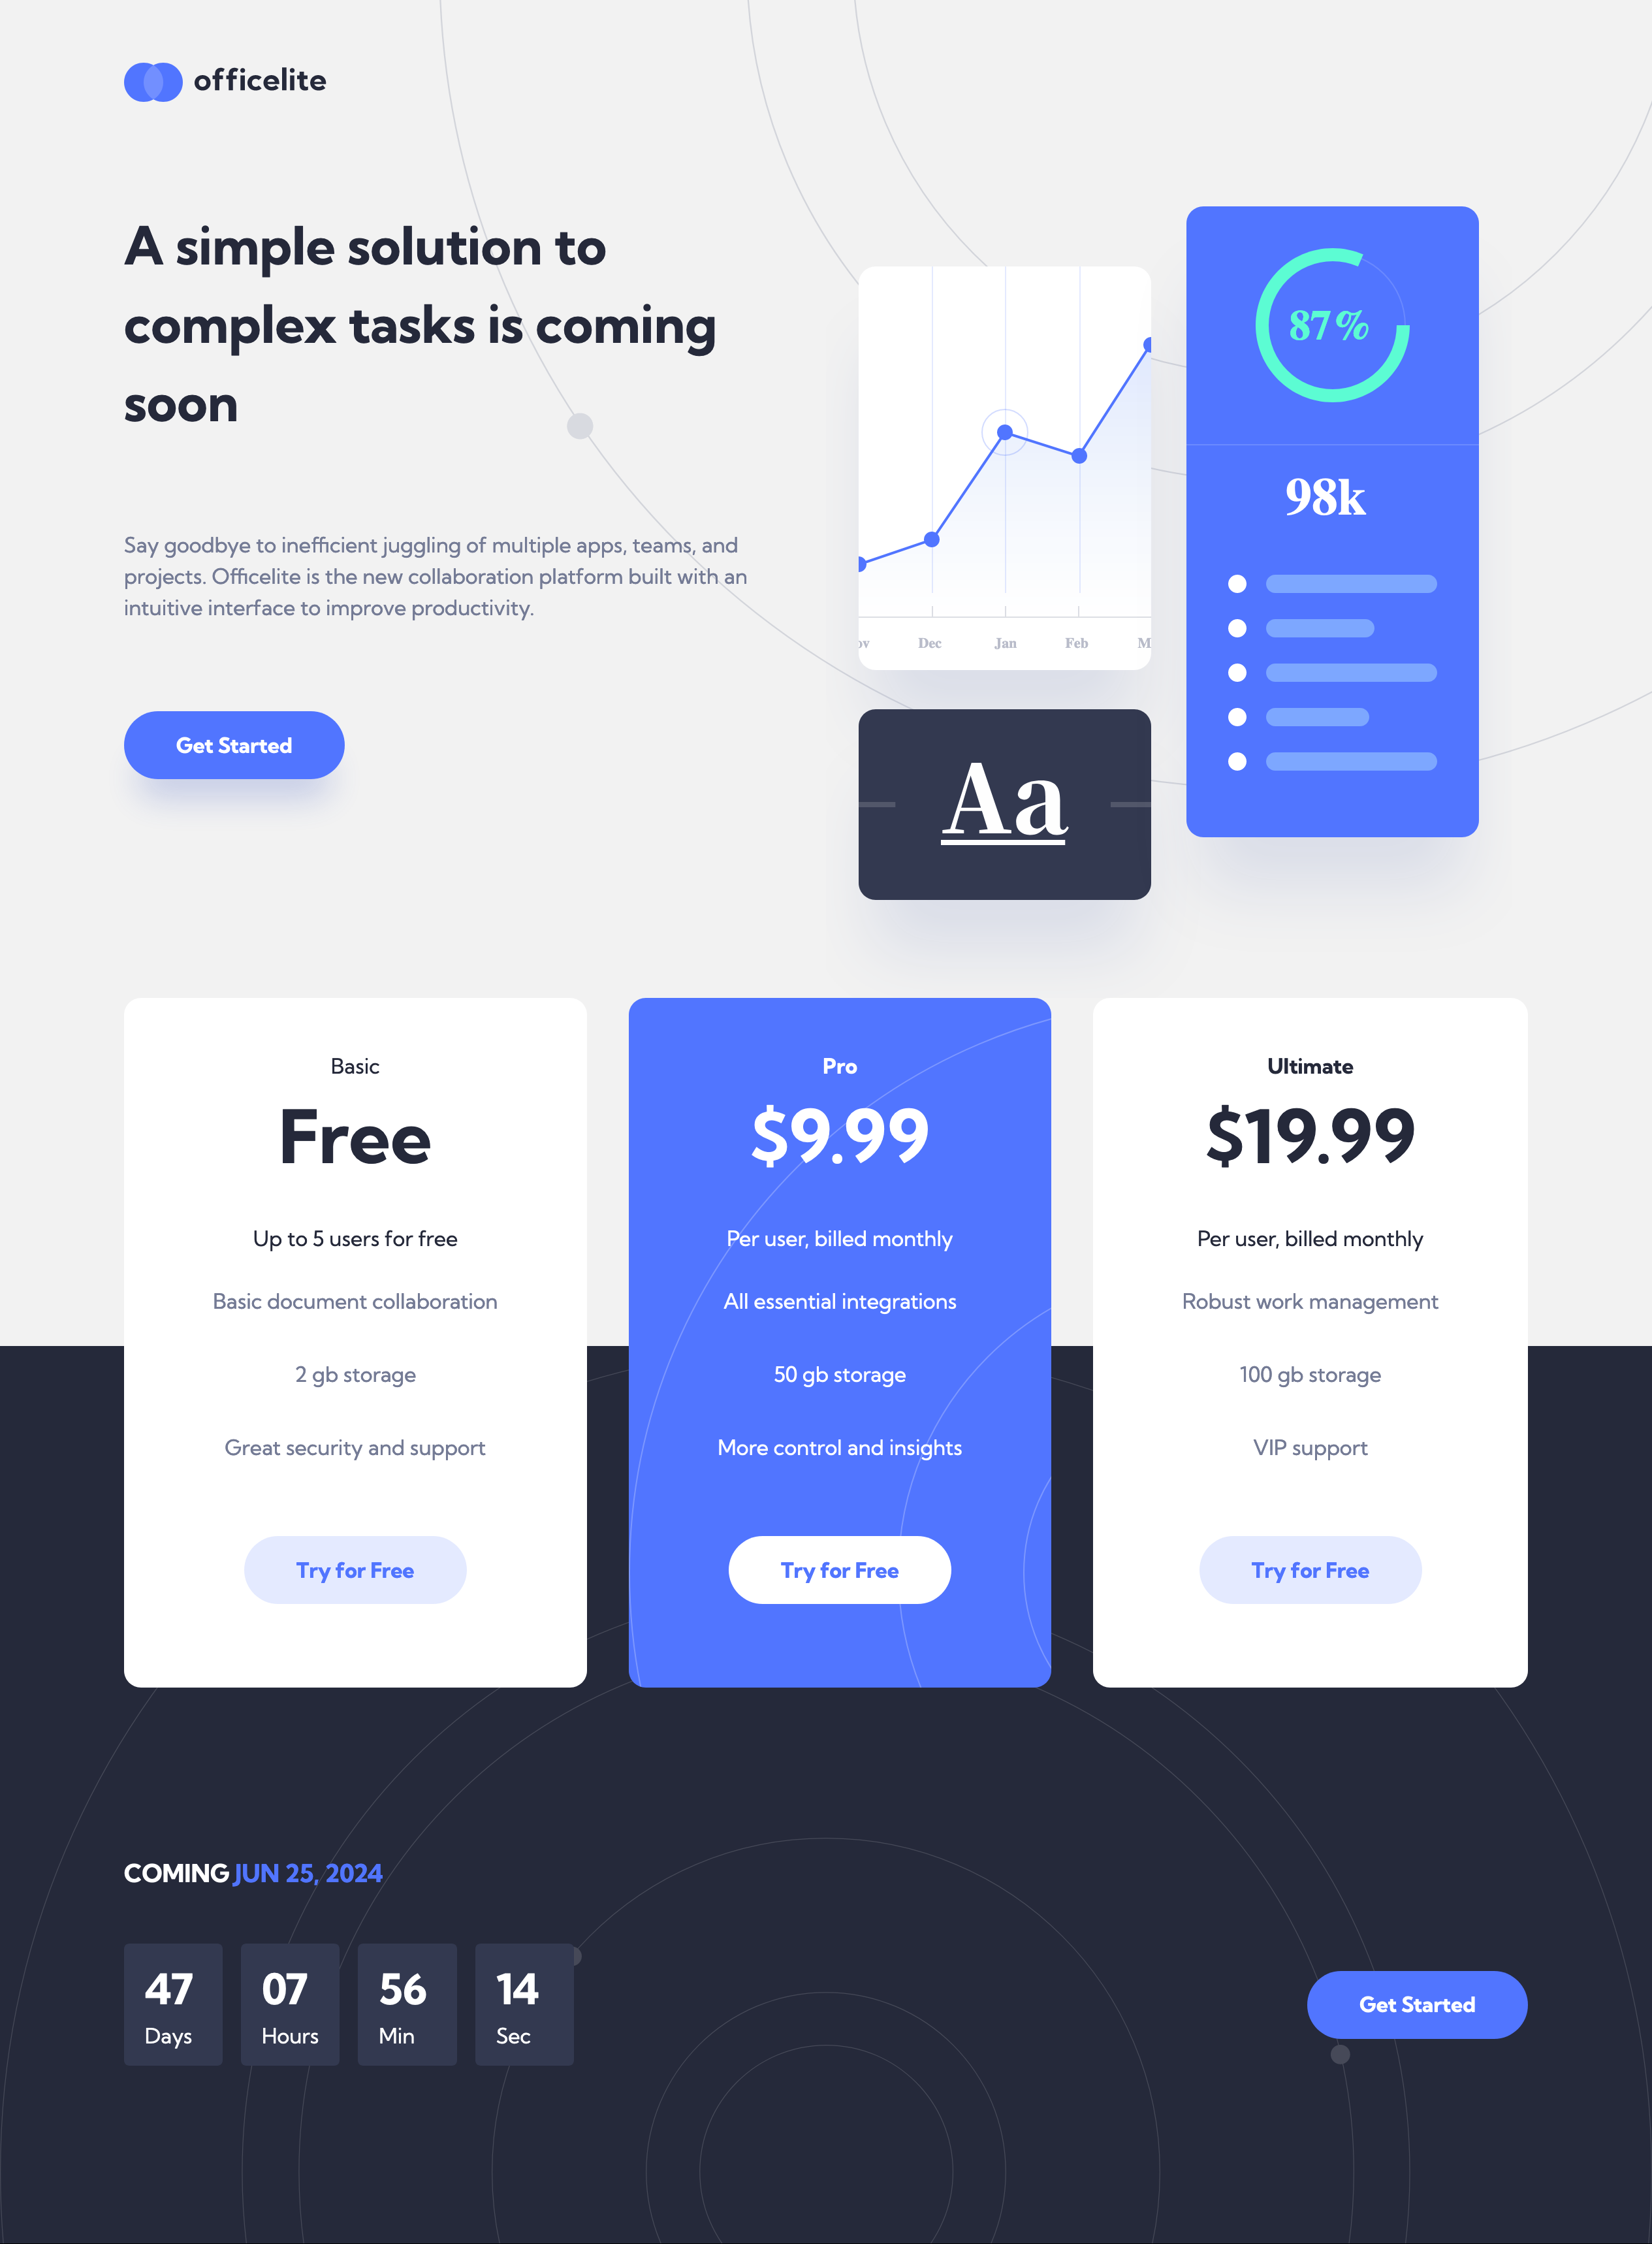 officelite
A simple solution to
complex tasks is coming
soon
Say goodbye to inefficient juggling of multiple apps, teams, and
projects. Officelite is the new collaboration platform built with an
intuitive interface to improve productivity.
Get Started
ov Dec Jan Feb M
Aa
87%
98k
Basic
Free
Up to 5 users for free
Basic document collaboration
2 gb storage
Great security and support
Try for Free
Pro
$9.99
Per user, billed monthly
All essential integrations
50 gb storage
More control and insights
Try for Free
Ultimate
$19.99
Per user, billed monthly
Robust work management
100 gb storage
VIP support
Try for Free
COMING JUN 25, 2024
47 07 56 14
Days Hours Min Sec
Get Started